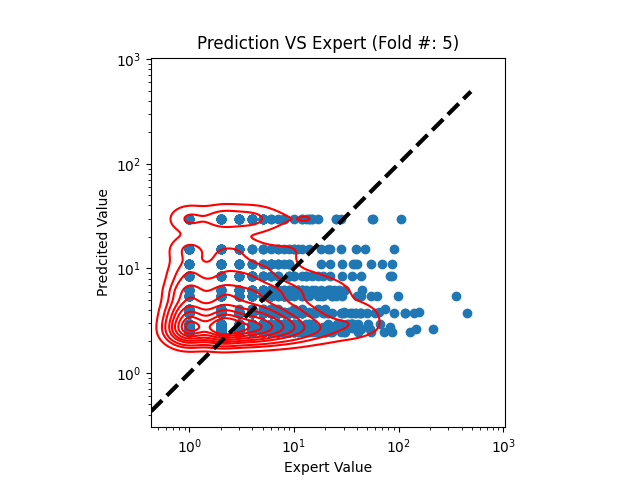 Prediction VS Expert (Fold #: 5)
10³
10²
10¹
10⁰
Predcited Value
10⁰ 10¹ 10² 10³
Expert Value